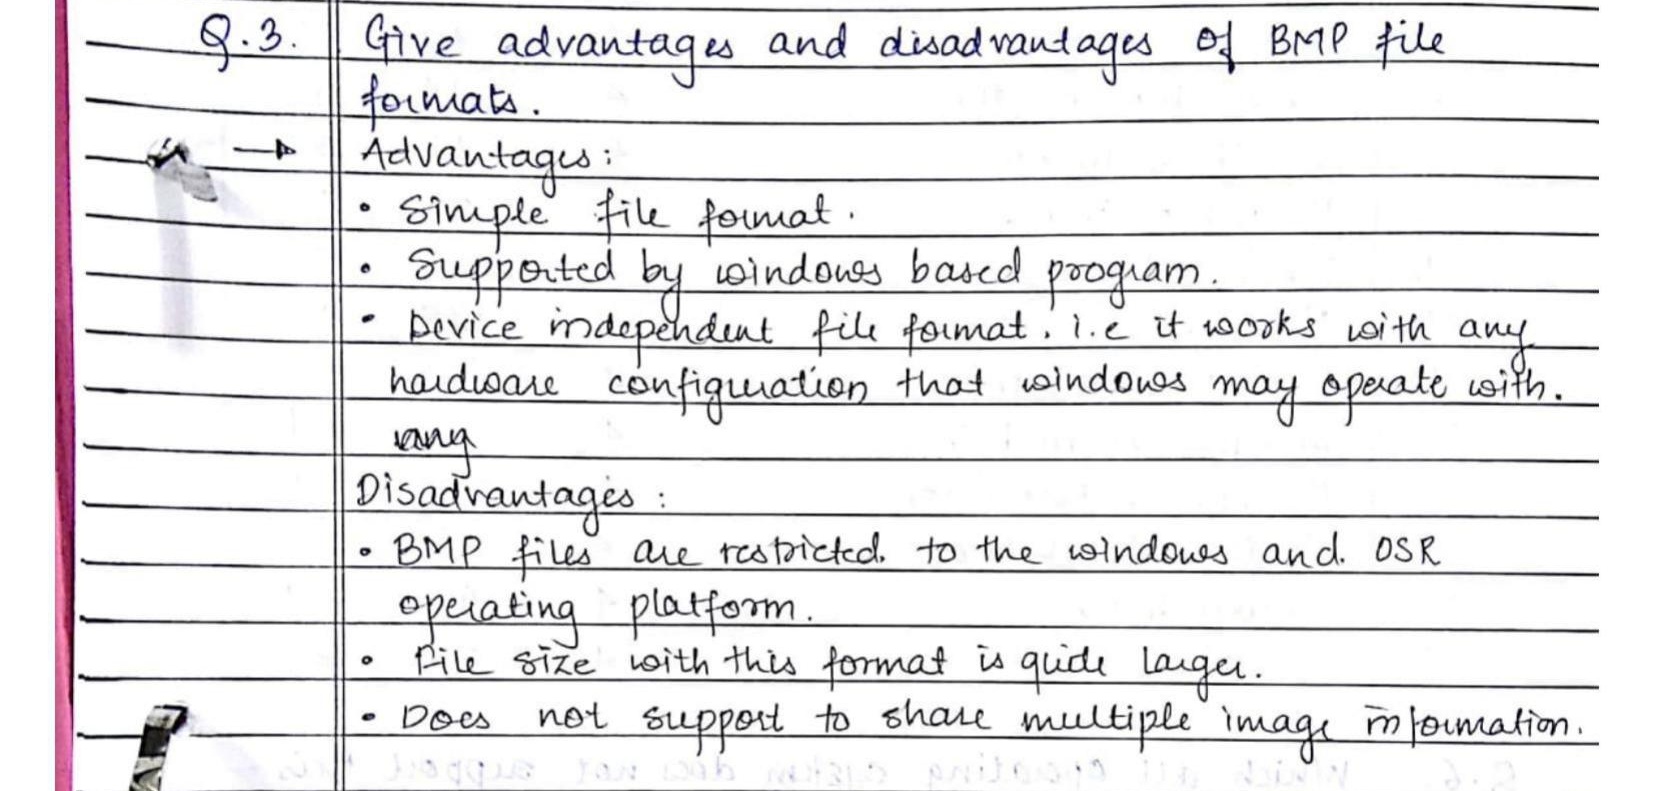 Q.3. Give advantages and disadvantages of BMP file
formats.
→ Advantages:
• Simple file format.
• Supported by windows based program.
• Device independent file format. i.e it works with any
hardware configuration that windows may operate with.
Disadvantages:
• BMP files are restricted to the windows and OSR
operating platform.
• File size with this format is quide larger.
• Does not support to share multiple image information.